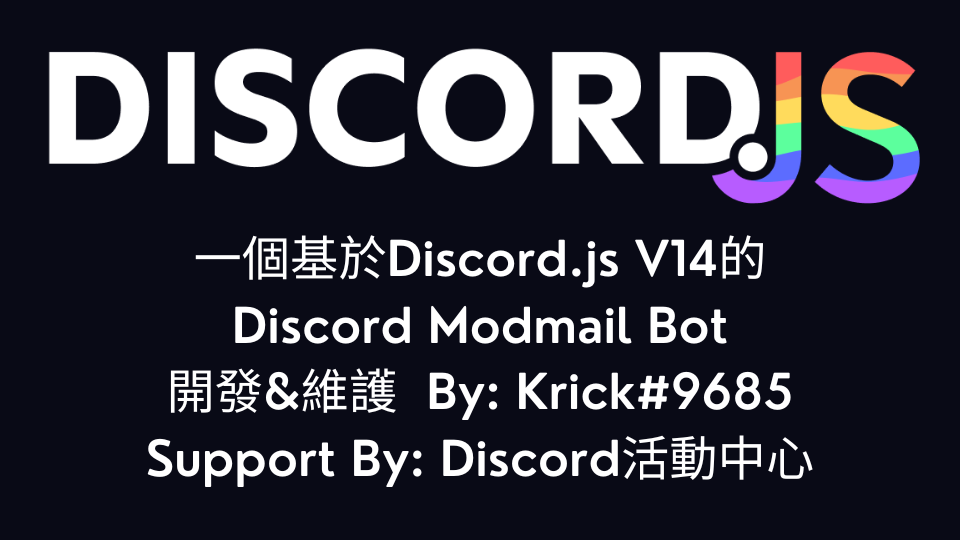 DISCORD.JS
一個基於Discord.js V14的
Discord Modmail Bot
開發&維護 By: Krick#9685
Support By: Discord活動中心